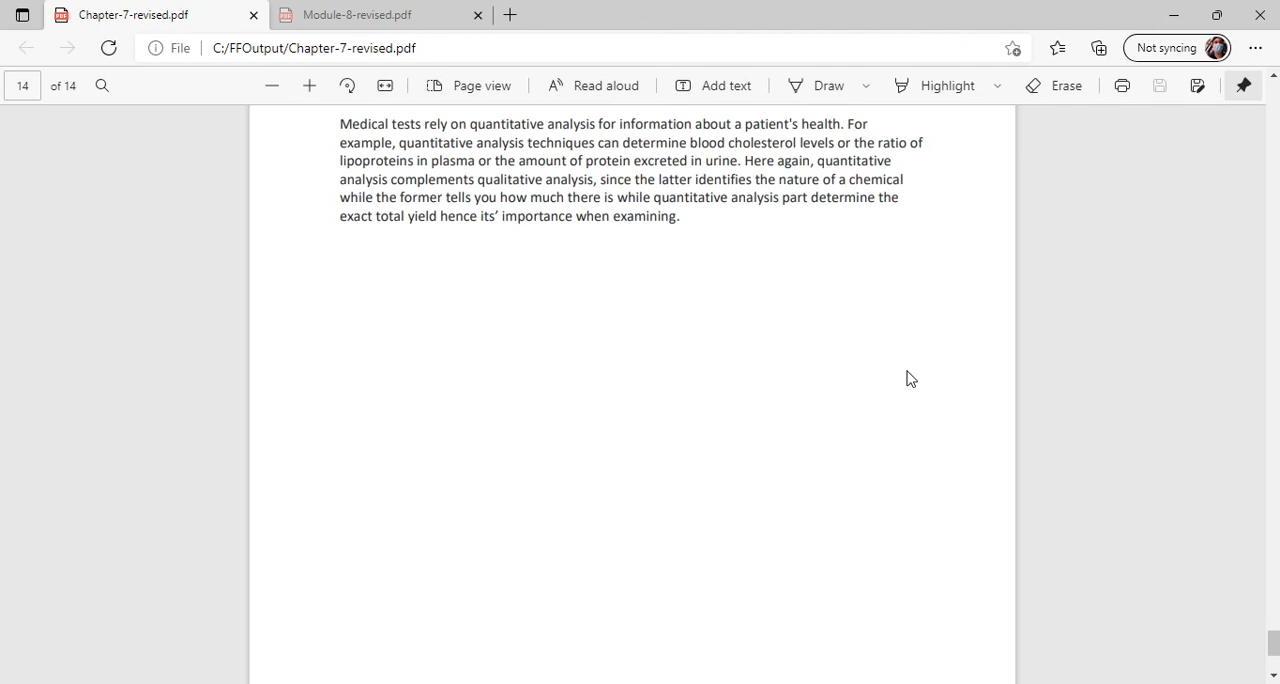 Chapter-7-revised.pdf
Module-8-revised.pdf
File C:/FFOutput/Chapter-7-revised.pdf
Not syncing
14 of 14
Page view
Read aloud
Add text
Draw
Highlight
Erase
Medical tests rely on quantitative analysis for information about a patient's health. For
example, quantitative analysis techniques can determine blood cholesterol levels or the ratio of
lipoproteins in plasma or the amount of protein excreted in urine. Here again, quantitative
analysis complements qualitative analysis, since the latter identifies the nature of a chemical
while the former tells you how much there is while quantitative analysis part determine the
exact total yield hence its’ importance when examining.